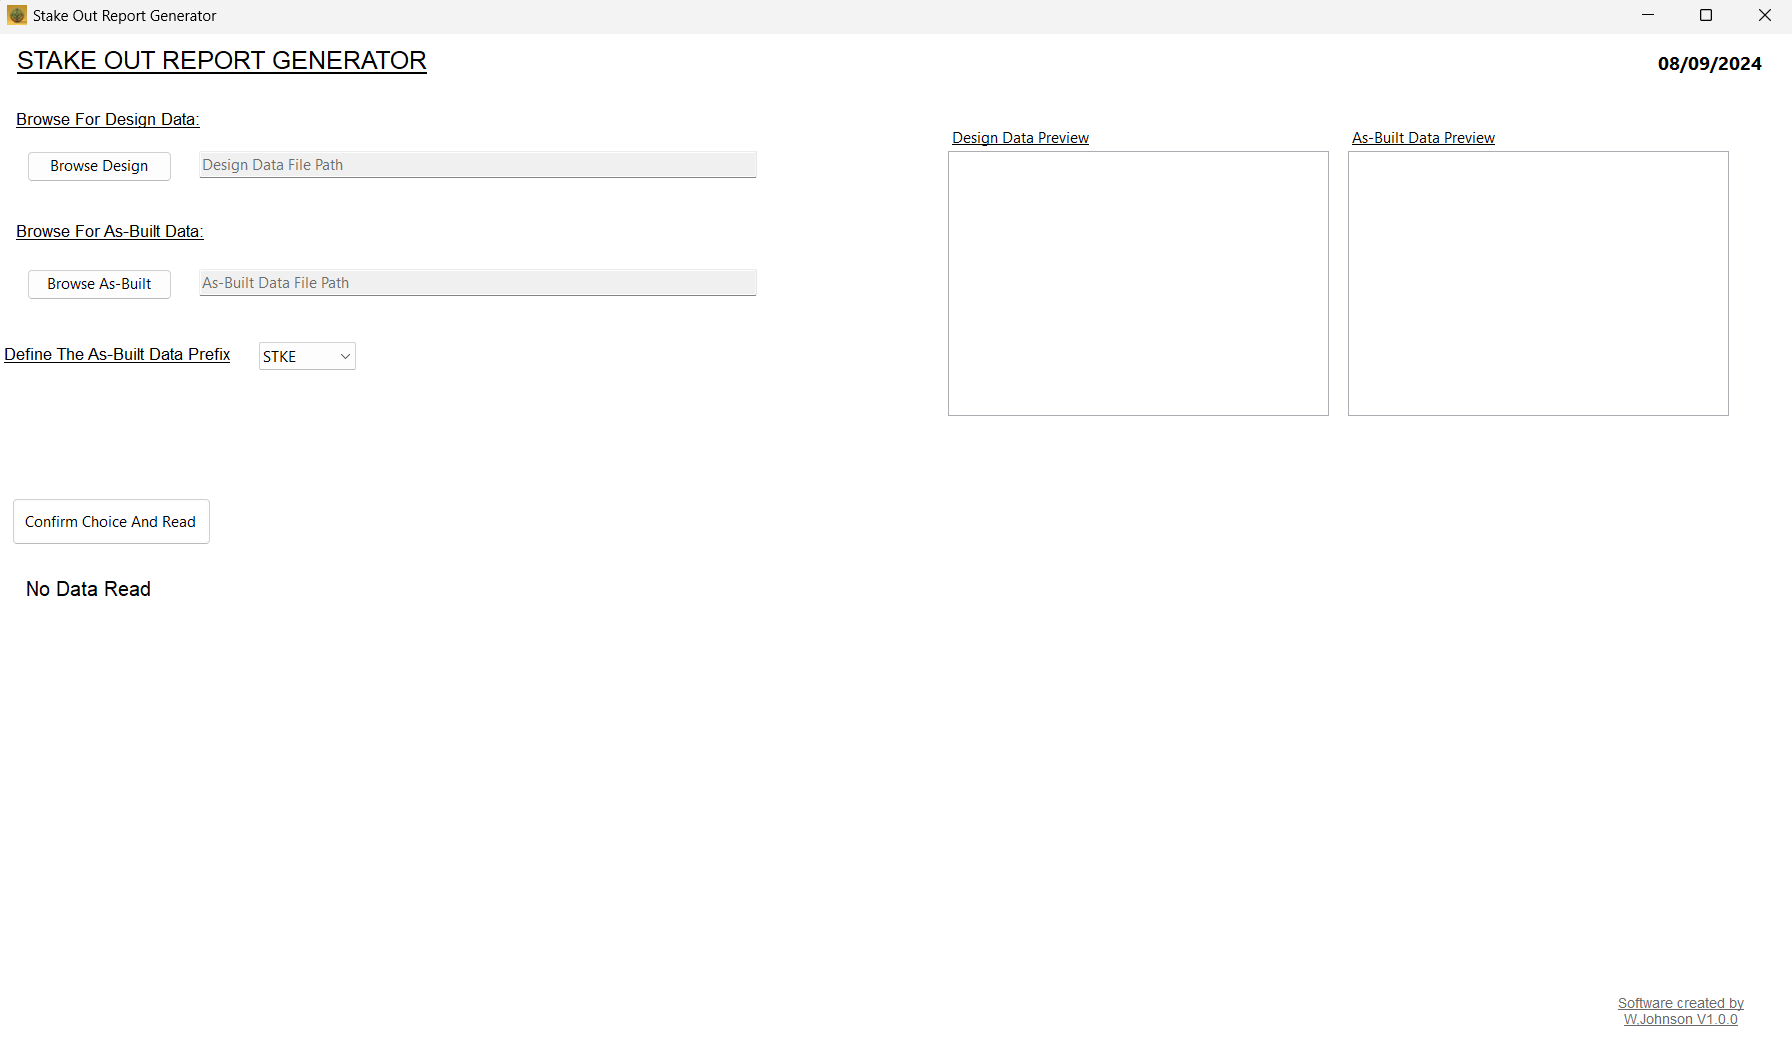 Stake Out Report Generator
STAKE OUT REPORT GENERATOR
08/09/2024
Browse For Design Data:
Browse Design
Design Data File Path
Browse For As-Built Data:
Browse As-Built
As-Built Data File Path
Define The As-Built Data Prefix
STKE
Design Data Preview
As-Built Data Preview
Confirm Choice And Read
No Data Read
Software created by
W,Johnson V1.0.0